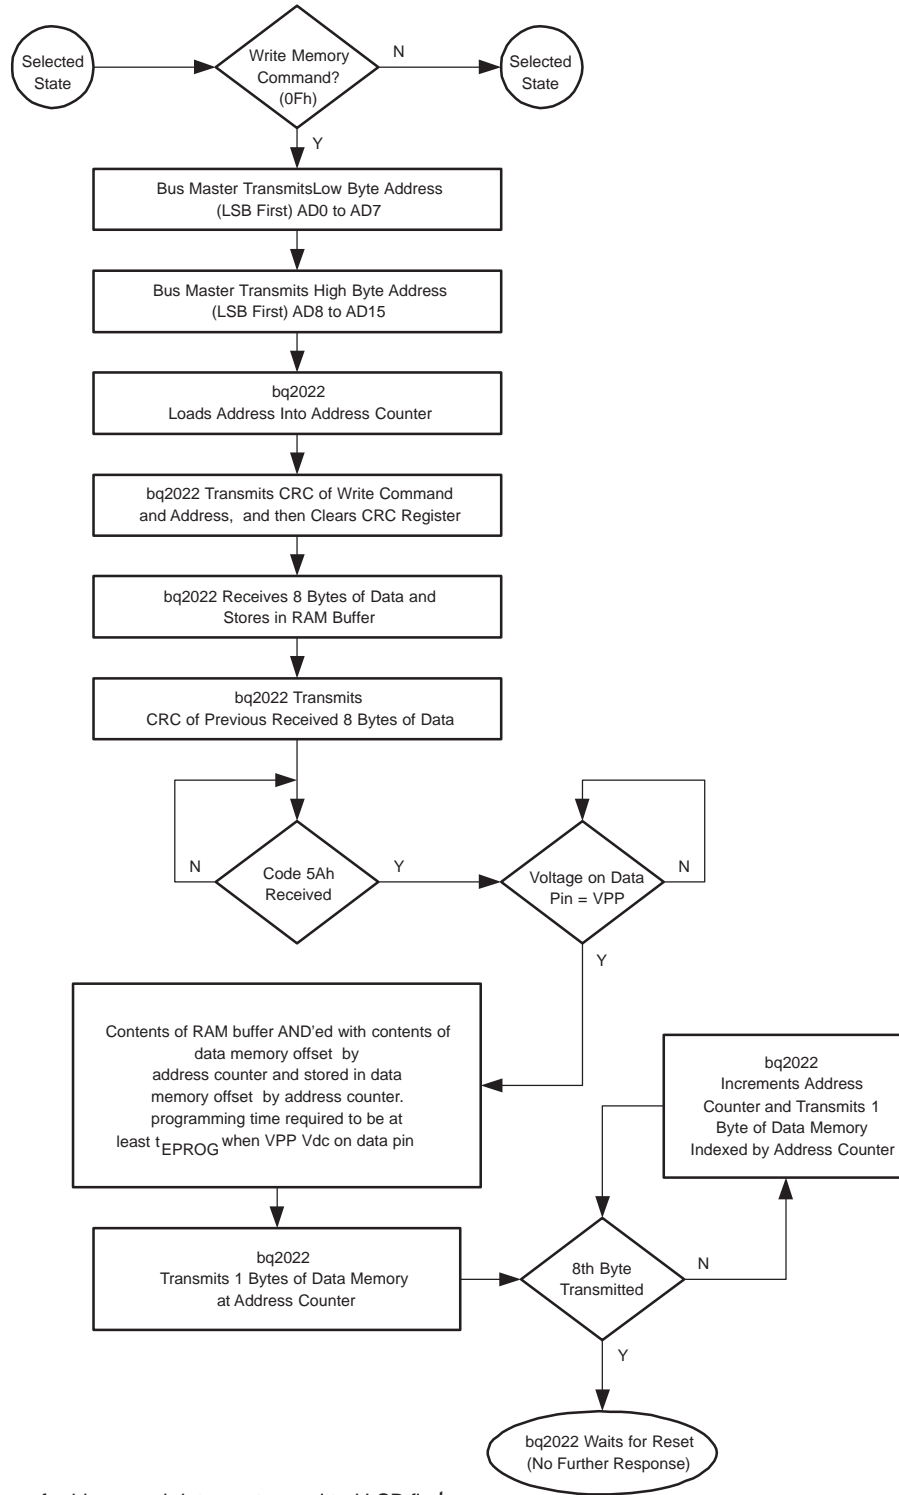 Selected
State
Write Memory
Command?
(0Fh)
N
Selected
State
Y
Bus Master TransmitsLow Byte Address
(LSB First) AD0 to AD7
Bus Master Transmits High Byte Address
(LSB First) AD8 to AD15
bq2022
Loads Address Into Address Counter
bq2022 Transmits CRC of Write Command
and Address, and then Clears CRC Register
bq2022 Receives 8 Bytes of Data and
Stores in RAM Buffer
bq2022 Transmits
CRC of Previous Received 8 Bytes of Data
N
Code 5Ah
Received
Y
Voltage on Data
Pin = VPP
N
Y
Contents of RAM buffer AND'ed with contents of
data memory offset by
address counter and stored in data
memory offset by address counter.
programming time required to be at
least tEPROG when VPP Vdc on data pin
bq2022
Increments Address
Counter and Transmits 1
Byte of Data Memory
Indexed by Address Counter
bq2022
Transmits 1 Bytes of Data Memory
at Address Counter
8th Byte
Transmitted
N
Y
bq2022 Waits for Reset
(No Further Response)